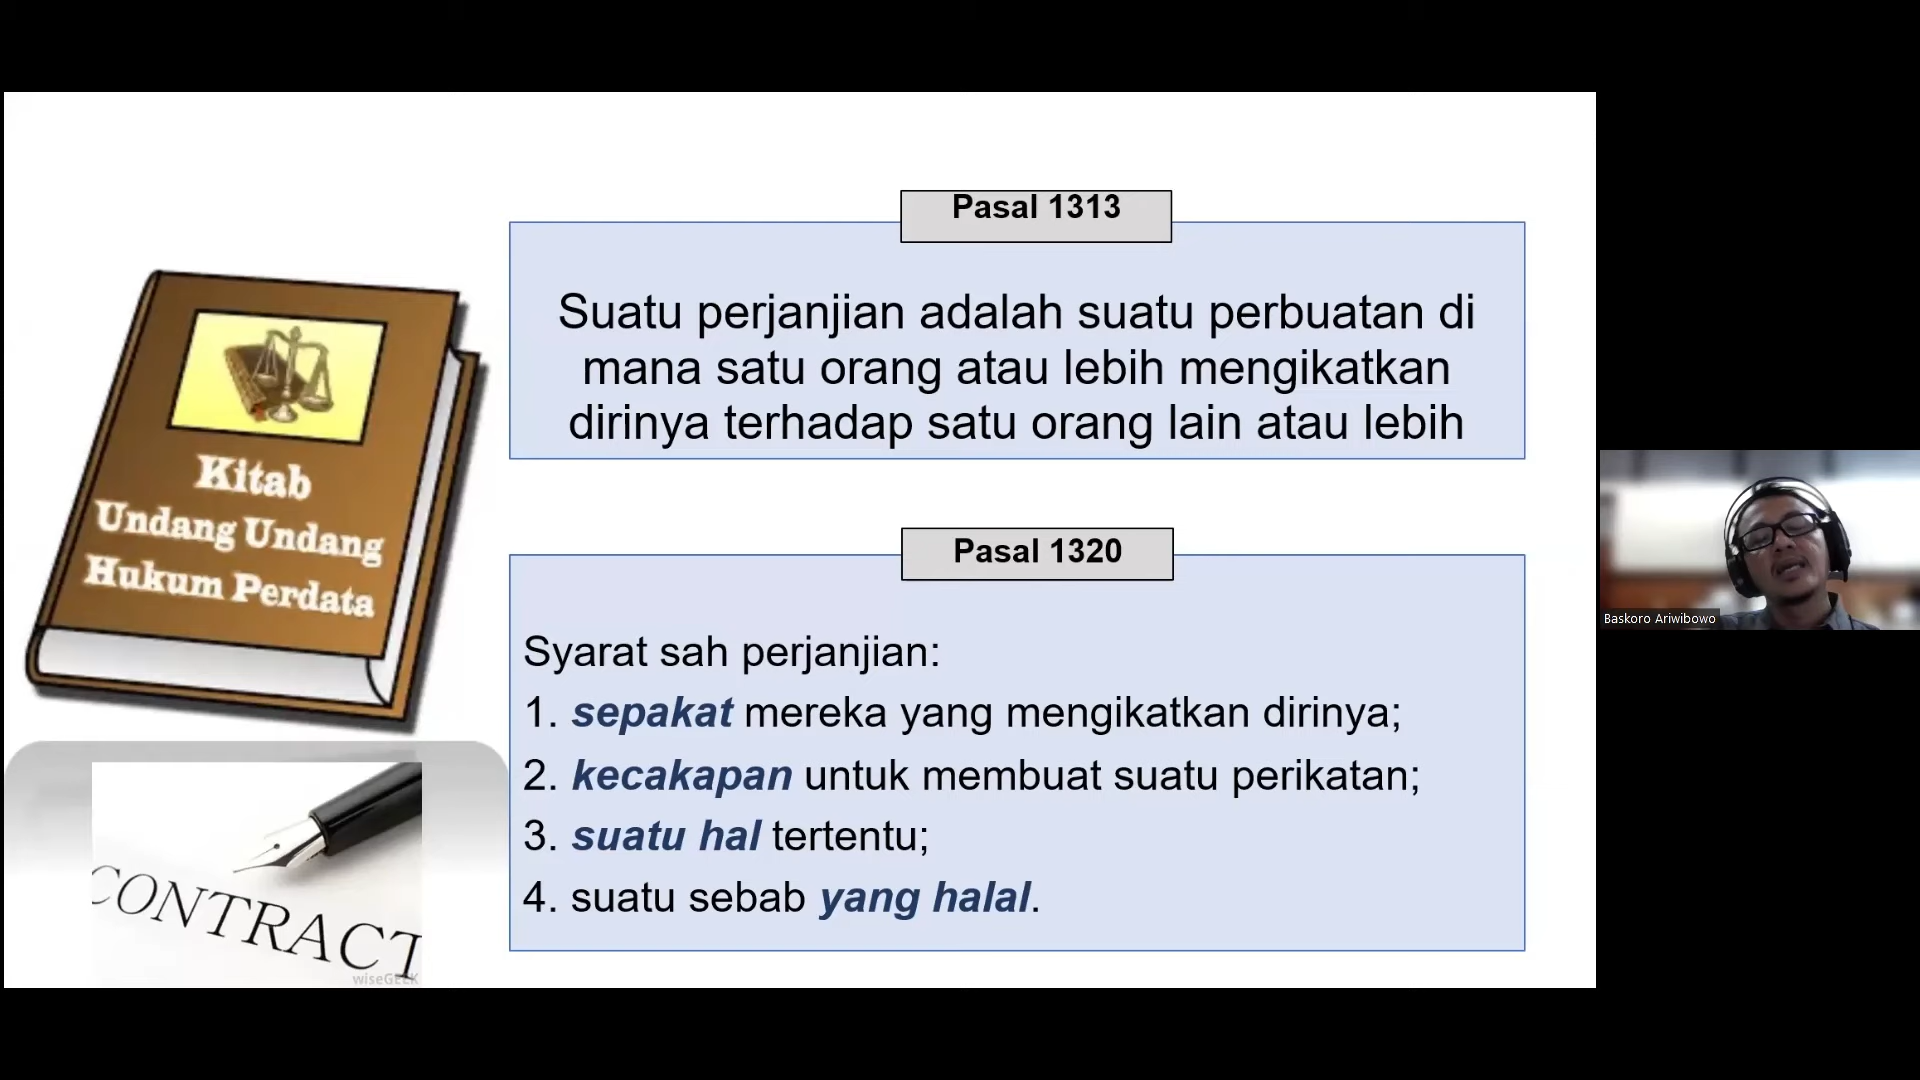 Pasal 1313
Suatu perjanjian adalah suatu perbuatan di
mana satu orang atau lebih mengikatkan
dirinya terhadap satu orang lain atau lebih
Kitab
Undang Undang
Hukum Perdata
Pasal 1320
Syarat sah perjanjian:
1. sepakat mereka yang mengikatkan dirinya;
2. kecakapan untuk membuat suatu perikatan;
3. suatu hal tertentu;
4. suatu sebab yang halal.
CONTRACT
wiseGEEK
Baskoro Ariwibowo